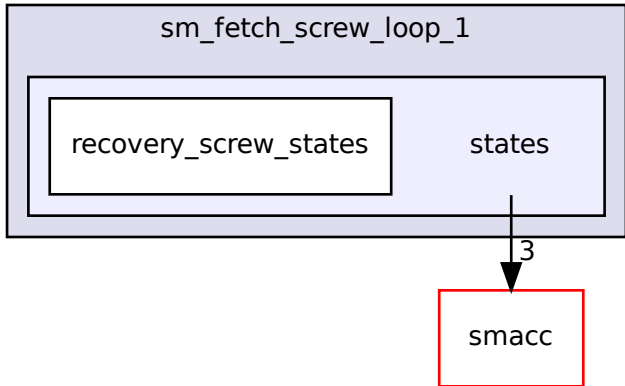 sm_fetch_screw_loop_1
recovery_screw_states
states
3
smacc